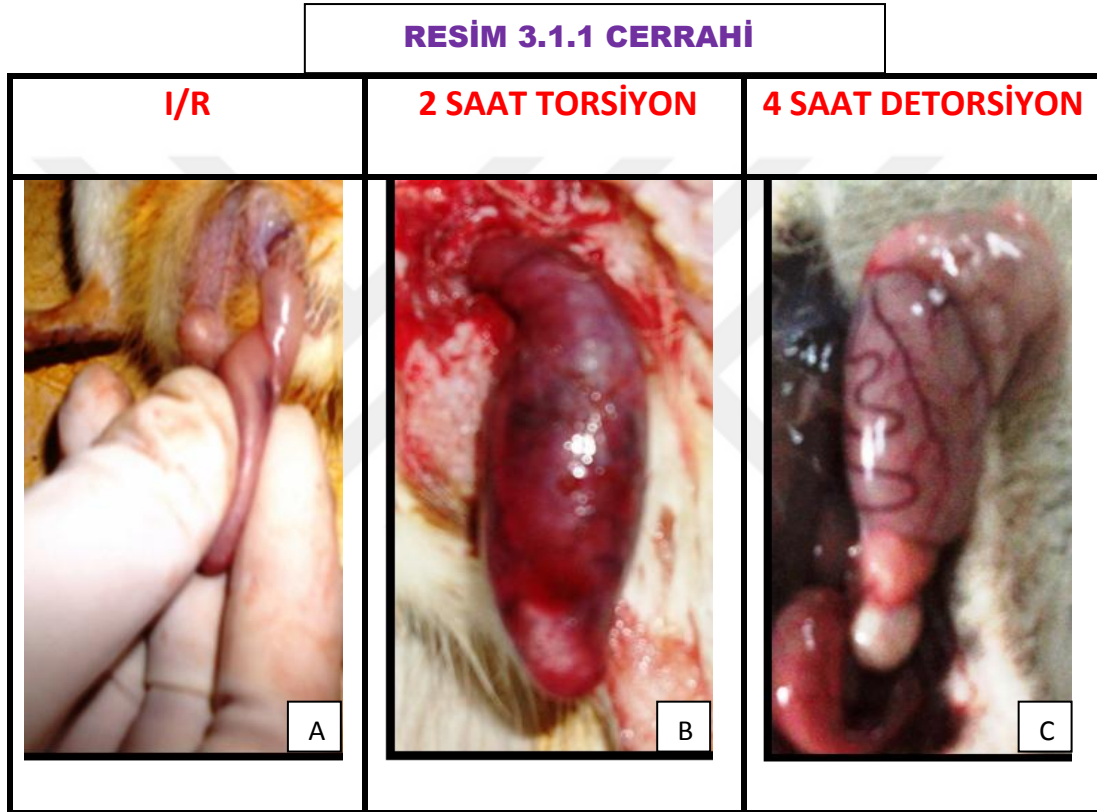 RESİM 3.1.1 CERRAHİ
I/R
2 SAAT TORSİYON
4 SAAT DETORSİYON
A
B
C